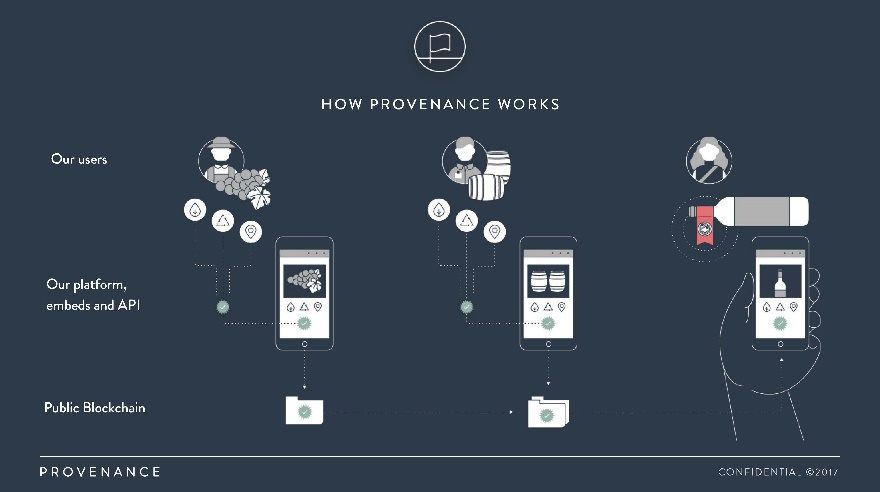 HOW PROVENANCE WORKS
Our users
Our platform,
embeds and API
Public Blockchain
PROVENANCE
CONFIDENTIAL ©2017